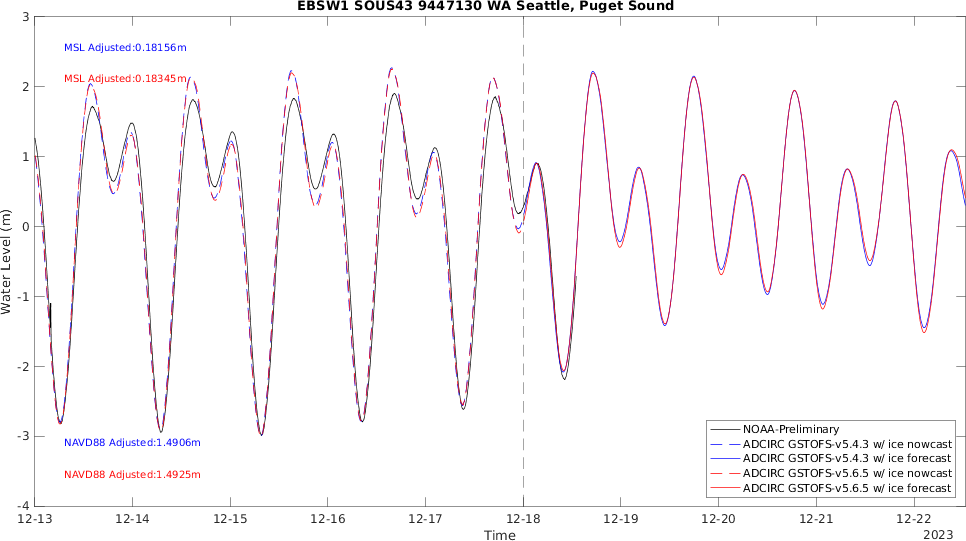 EBSW1 SOUS43 9447130 WA Seattle, Puget Sound
3
2
1
0
-1
-2
-3
-4
Water Level (m)
MSL Adjusted:0.18156m
MSL Adjusted:0.18345m
NAVD88 Adjusted:1.4906m
NAVD88 Adjusted:1.4925m
NOAA-Preliminary
ADCIRC GSTOFS-v5.4.3 w/ ice nowcast
ADCIRC GSTOFS-v5.4.3 w/ ice forecast
ADCIRC GSTOFS-v5.6.5 w/ ice nowcast
ADCIRC GSTOFS-v5.6.5 w/ ice forecast
12-13 12-14 12-15 12-16 12-17 12-18 12-19 12-20 12-21 12-22
Time
2023